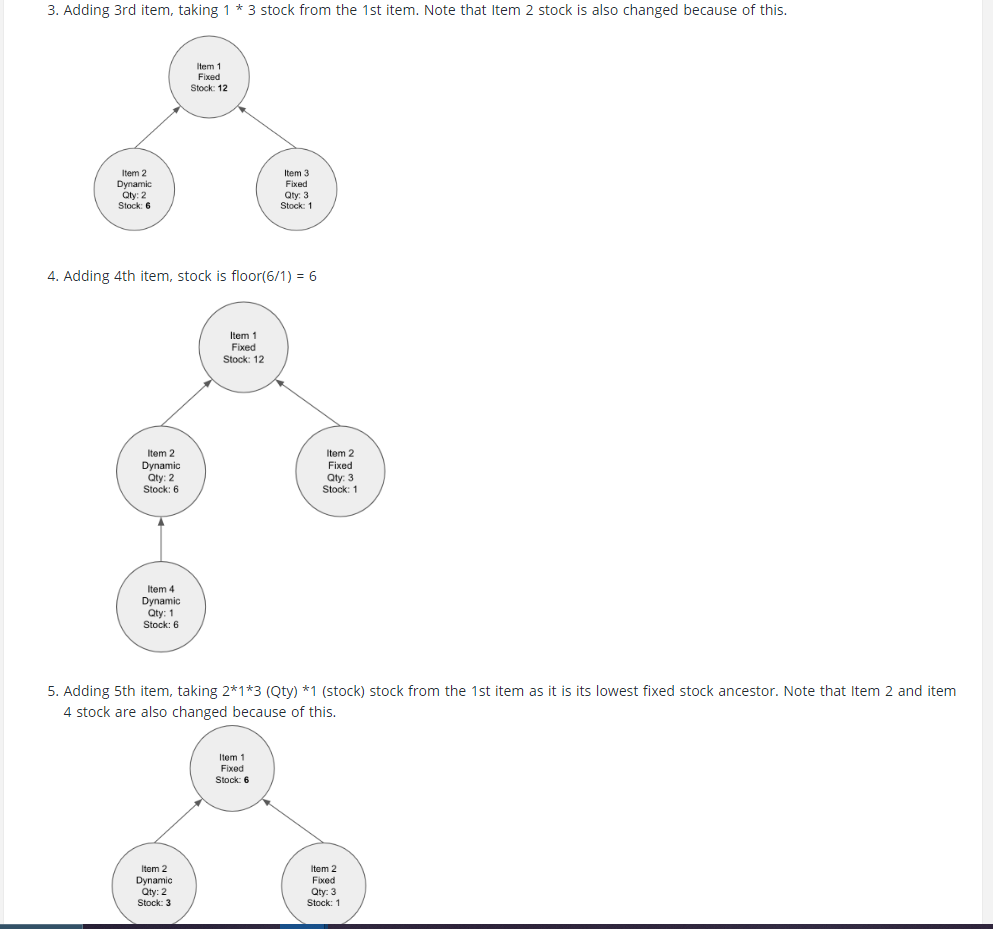 3. Adding 3rd item, taking 1 * 3 stock from the 1st item. Note that Item 2 stock is also changed because of this.
Item 1
Fixed
Stock: 12
Item 2
Dynamic
Qty: 2
Stock: 6
Item 3
Fixed
Qty: 3
Stock: 1
4. Adding 4th item, stock is floor(6/1) = 6
Item 1
Fixed
Stock: 12
Item 2
Dynamic
Qty: 2
Stock: 6
Item 2
Fixed
Qty: 3
Stock: 1
Item 4
Dynamic
Qty: 1
Stock: 6
5. Adding 5th item, taking 2*1*3 (Qty) *1 (stock) stock from the 1st item as it is its lowest fixed stock ancestor. Note that Item 2 and item
4 stock are also changed because of this.
Item 1
Fixed
Stock: 6
Item 2
Dynamic
Qty: 2
Stock: 3
Item 2
Fixed
Qty: 3
Stock: 1